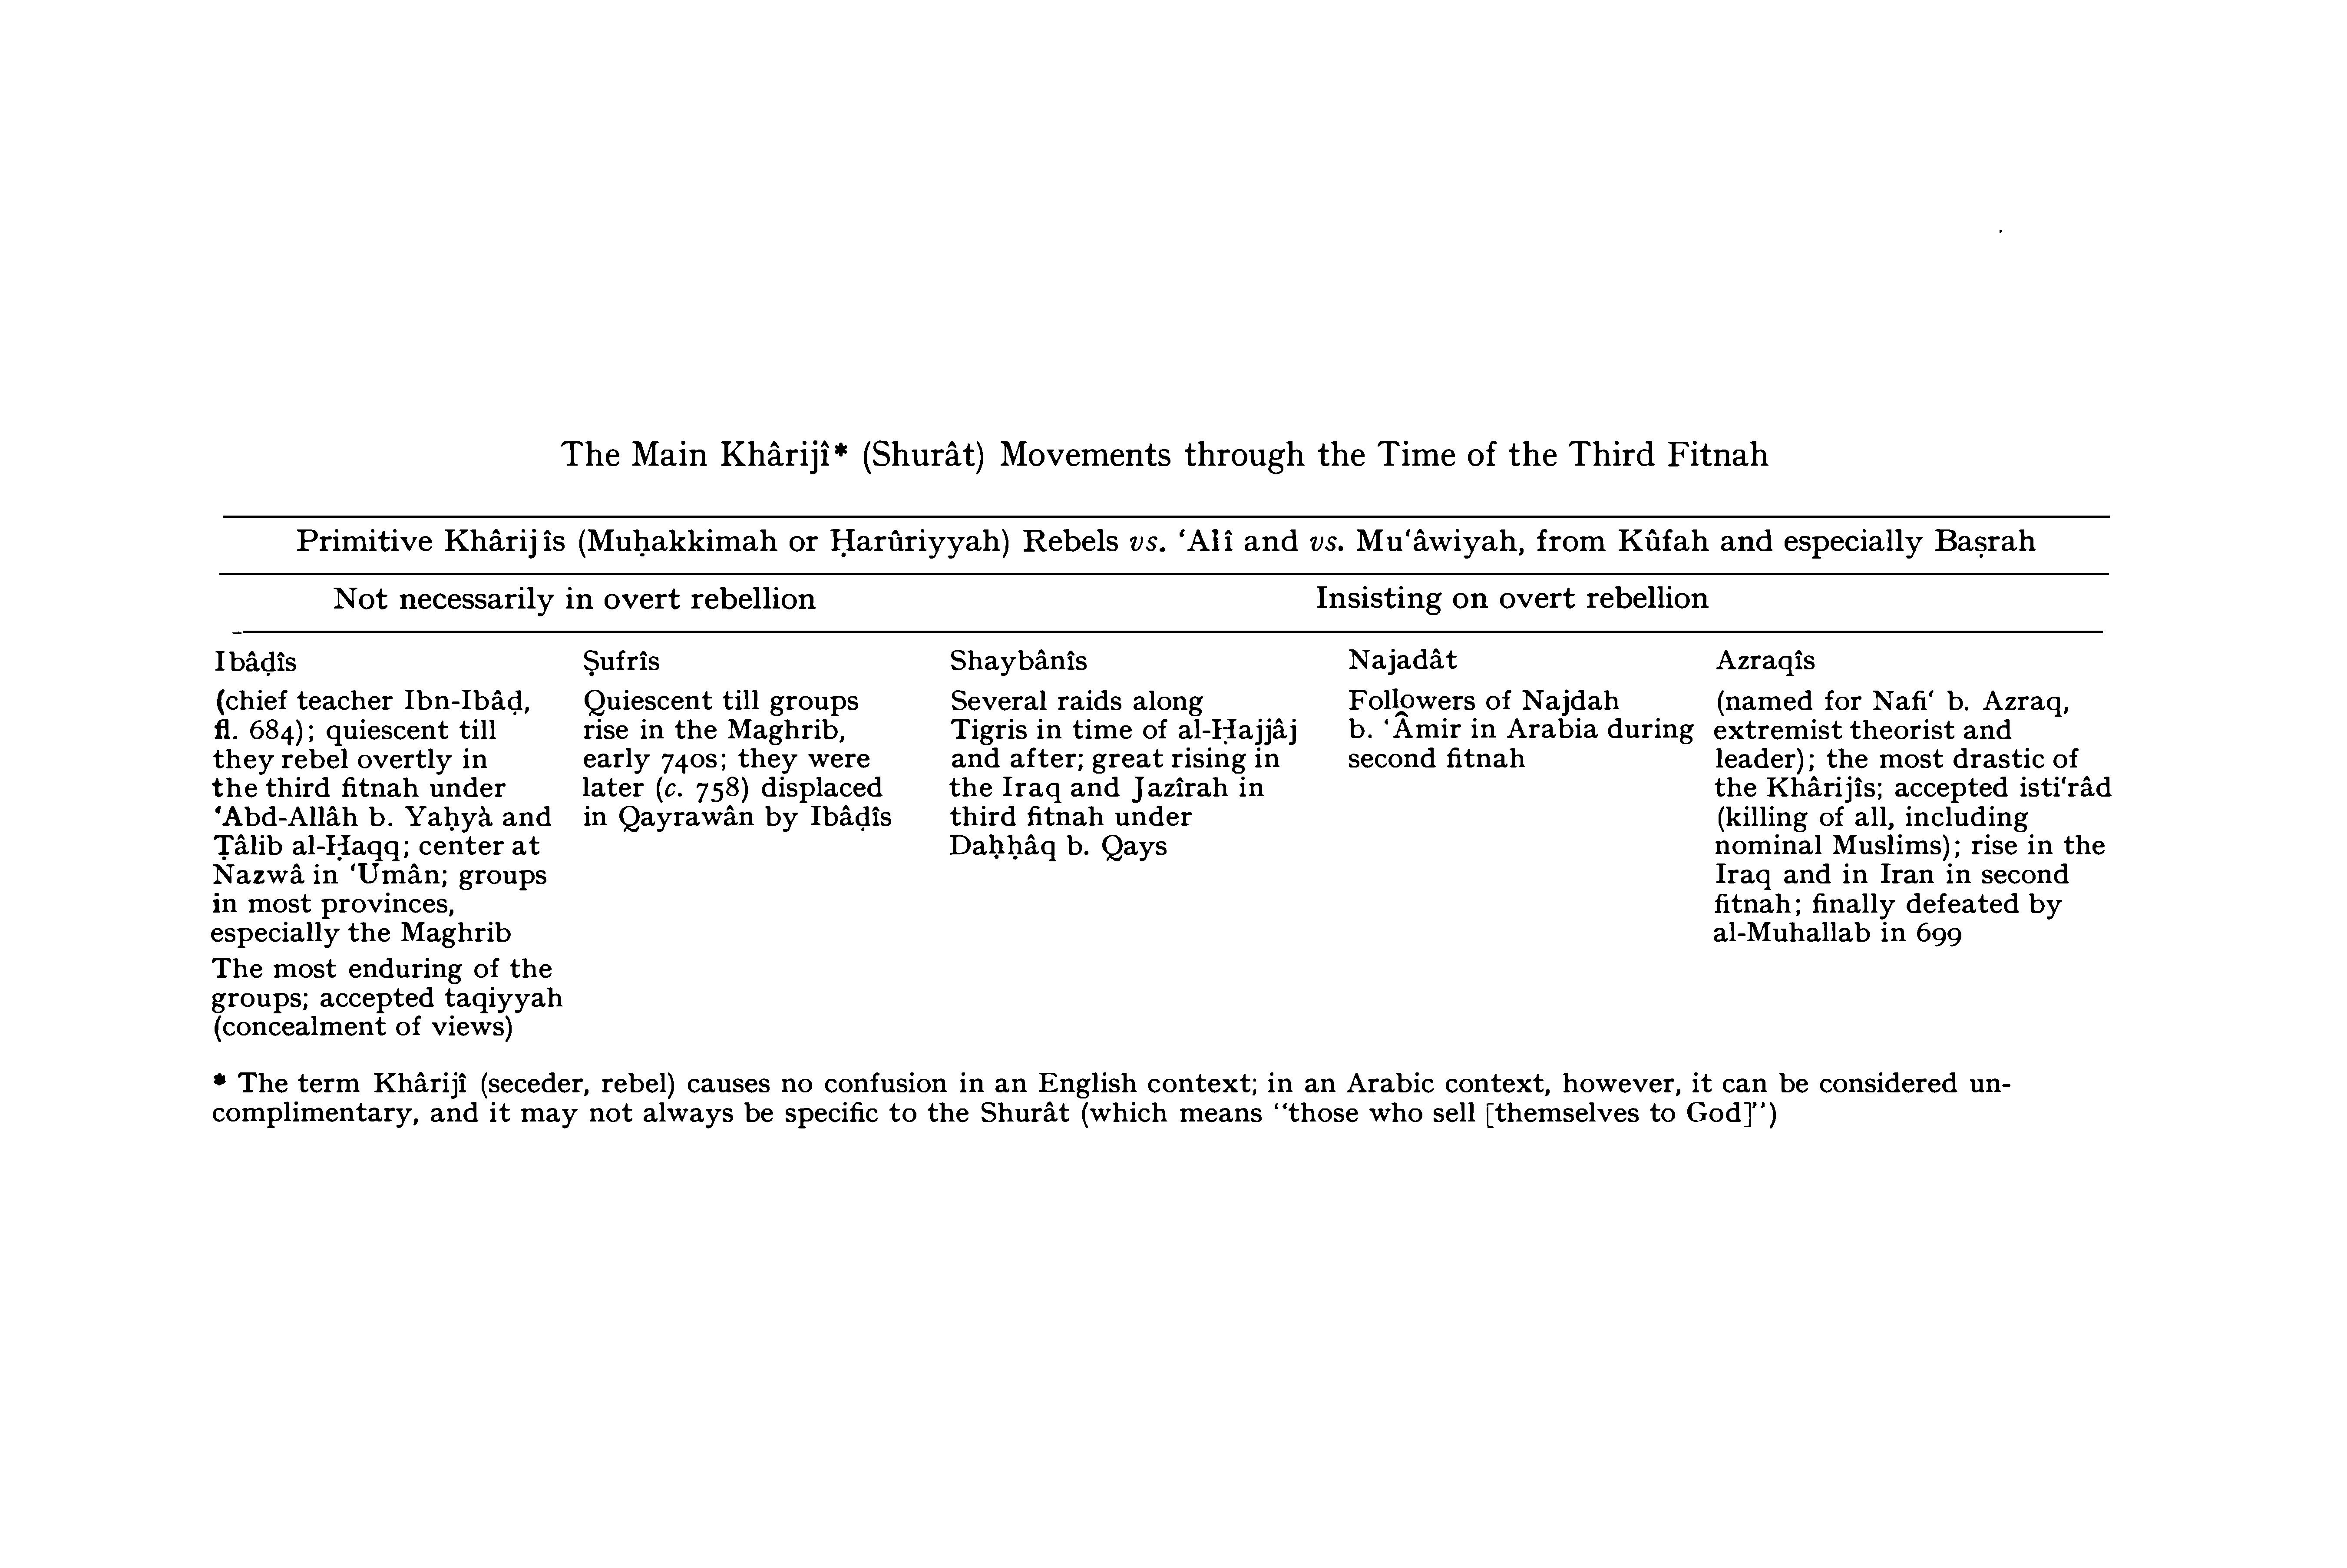 The Main Khârijî* (Shurât) Movements through the Time of the Third Fitnah
Primitive Khârijîs (Muḥakkimah or Ḥarûriyyah) Rebels vs. ‘Alî and vs. Mu‘âwiyah, from Kûfah and especially Baṣrah
Not necessarily in overt rebellion
Insisting on overt rebellion
Ibâḍîs
(chief teacher Ibn-Ibâḍ,
fl. 684); quiescent till
they rebel overtly in
the third fitnah under
‘Abd-Allâh b. Yaḥyà and
Ṭâlib al-Ḥaqq; center at
Nazwâ in ‘Umân; groups
in most provinces,
especially the Maghrib
The most enduring of the
groups; accepted taqiyyah
(concealment of views)
Ṣufrîs
Quiescent till groups
rise in the Maghrib,
early 740s; they were
later (c. 758) displaced
in Qayrawân by Ibâḍîs
Shaybânîs
Several raids along
Tigris in time of al-Ḥajjâj
and after; great rising in
the Iraq and Jazîrah in
third fitnah under
Daḥḥâq b. Qays
Najadât
Followers of Najdah
b. ‘Âmir in Arabia during
second fitnah
Azraqîs
(named for Nafi‘ b. Azraq,
extremist theorist and
leader); the most drastic of
the Khârijîs; accepted isti‘râd
(killing of all, including
nominal Muslims); rise in the
Iraq and in Iran in second
fitnah; finally defeated by
al-Muhallab in 699
* The term Khârijî (seceder, rebel) causes no confusion in an English context; in an Arabic context, however, it can be considered un-
complimentary, and it may not always be specific to the Shurât (which means “those who sell [themselves to God]”)